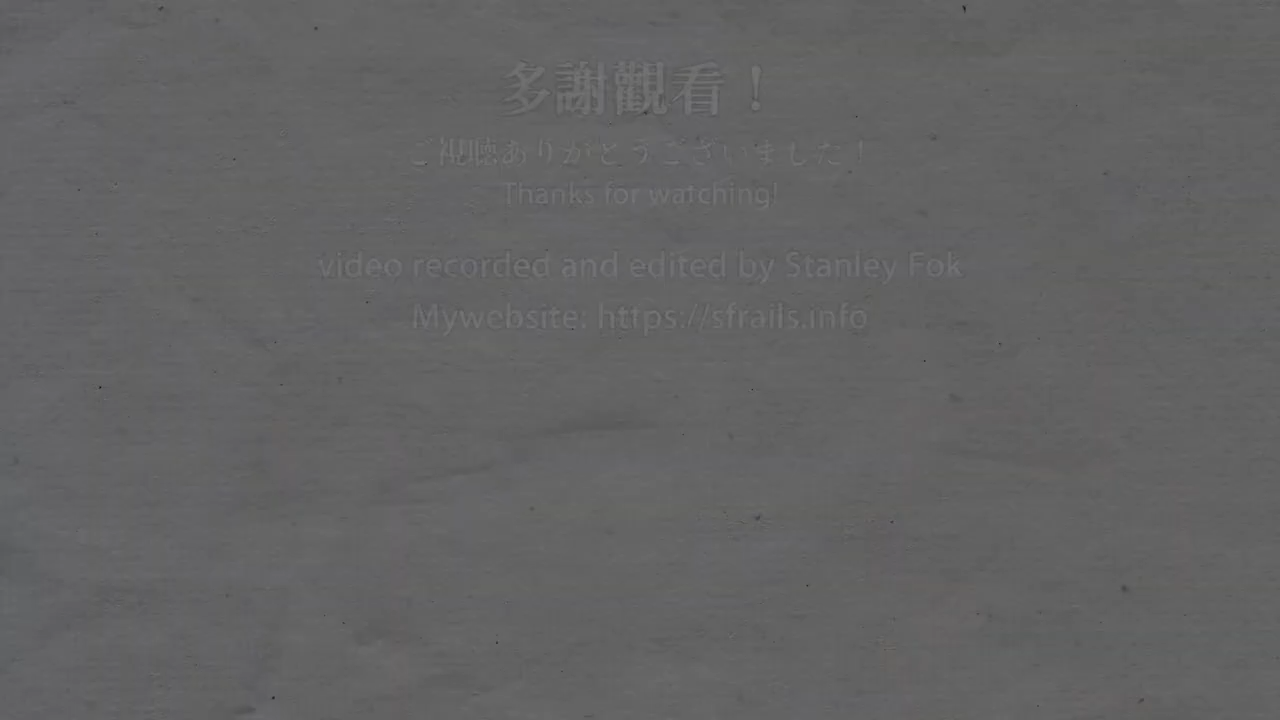 多謝觀看！
ご視聴ありがとうございました！
Thanks for watching!
video recorded and edited by Stanley Fok
Mywebsite: https://sfrails.info